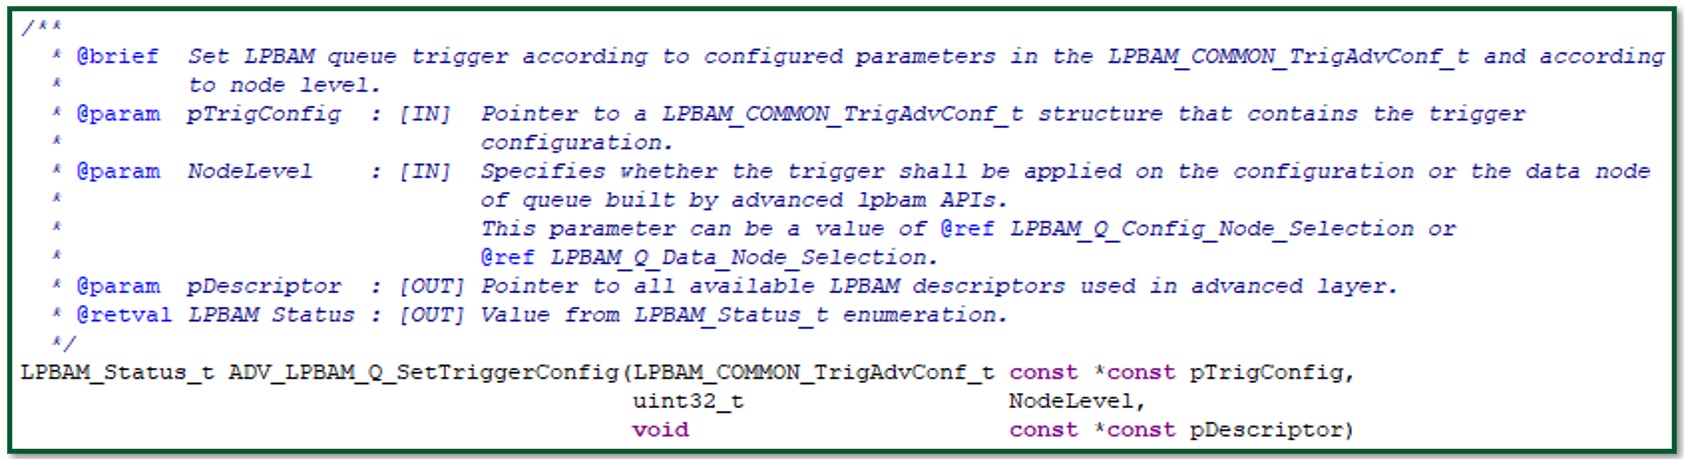 /**
* @brief Set LPBAM queue trigger according to configured parameters in the LPBAM_COMMON_TrigAdvConf_t and according
* to node level.
* @param pTrigConfig : [IN] Pointer to a LPBAM_COMMON_TrigAdvConf_t structure that contains the trigger
* configuration.
* @param NodeLevel : [IN] Specifies whether the trigger shall be applied on the configuration or the data node
* of queue built by advanced lpbam APIs.
* This parameter can be a value of @ref LPBAM_Q_Config_Node_Selection or
* @ref LPBAM_Q_Data_Node_Selection.
* @param pDescriptor : [OUT] Pointer to all available LPBAM descriptors used in advanced layer.
* @retval LPBAM Status : [OUT] Value from LPBAM_Status_t enumeration.
*/
LPBAM_Status_t ADV_LPBAM_Q_SetTriggerConfig(LPBAM_COMMON_TrigAdvConf_t const *const pTrigConfig,
uint32_t NodeLevel,
void const *const pDescriptor)